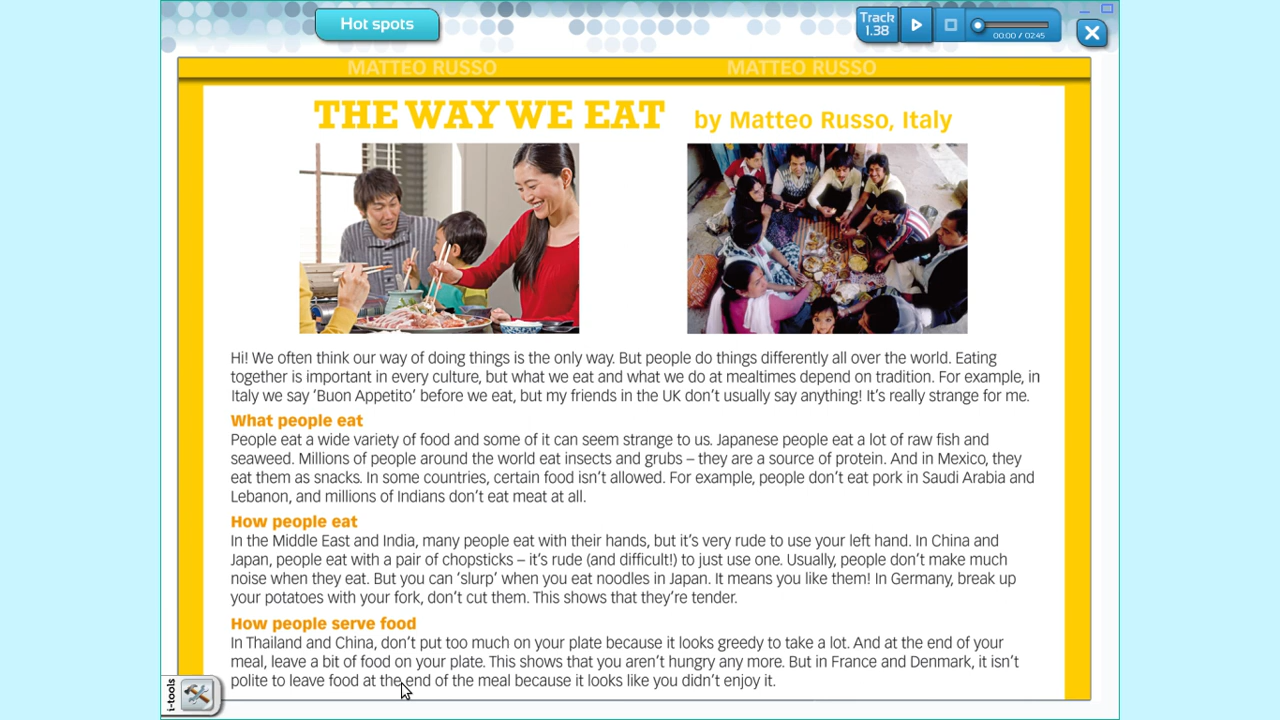 Hot spots
Track
1.38
00:00 / 02:45
MATTEO RUSSO
MATTEO RUSSO
THE WAY WE EAT by Matteo Russo, Italy
Hi! We often think our way of doing things is the only way. But people do things differently all over the world. Eating
together is important in every culture, but what we eat and what we do at mealtimes depend on tradition. For example, in
Italy we say ‘Buon Appetito’ before we eat, but my friends in the UK don’t usually say anything! It’s really strange for me.
What people eat
People eat a wide variety of food and some of it can seem strange to us. Japanese people eat a lot of raw fish and
seaweed. Millions of people around the world eat insects and grubs – they are a source of protein. And in Mexico, they
eat them as snacks. In some countries, certain food isn’t allowed. For example, people don’t eat pork in Saudi Arabia and
Lebanon, and millions of Indians don’t eat meat at all.
How people eat
In the Middle East and India, many people eat with their hands, but it’s very rude to use your left hand. In China and
Japan, people eat with a pair of chopsticks – it’s rude (and difficult!) to just use one. Usually, people don’t make much
noise when they eat. But you can ‘slurp’ when you eat noodles in Japan. It means you like them! In Germany, break up
your potatoes with your fork, don’t cut them. This shows that they’re tender.
How people serve food
In Thailand and China, don’t put too much on your plate because it looks greedy to take a lot. And at the end of your
meal, leave a bit of food on your plate. This shows that you aren’t hungry any more. But in France and Denmark, it isn’t
polite to leave food at the end of the meal because it looks like you didn’t enjoy it.
i-tools